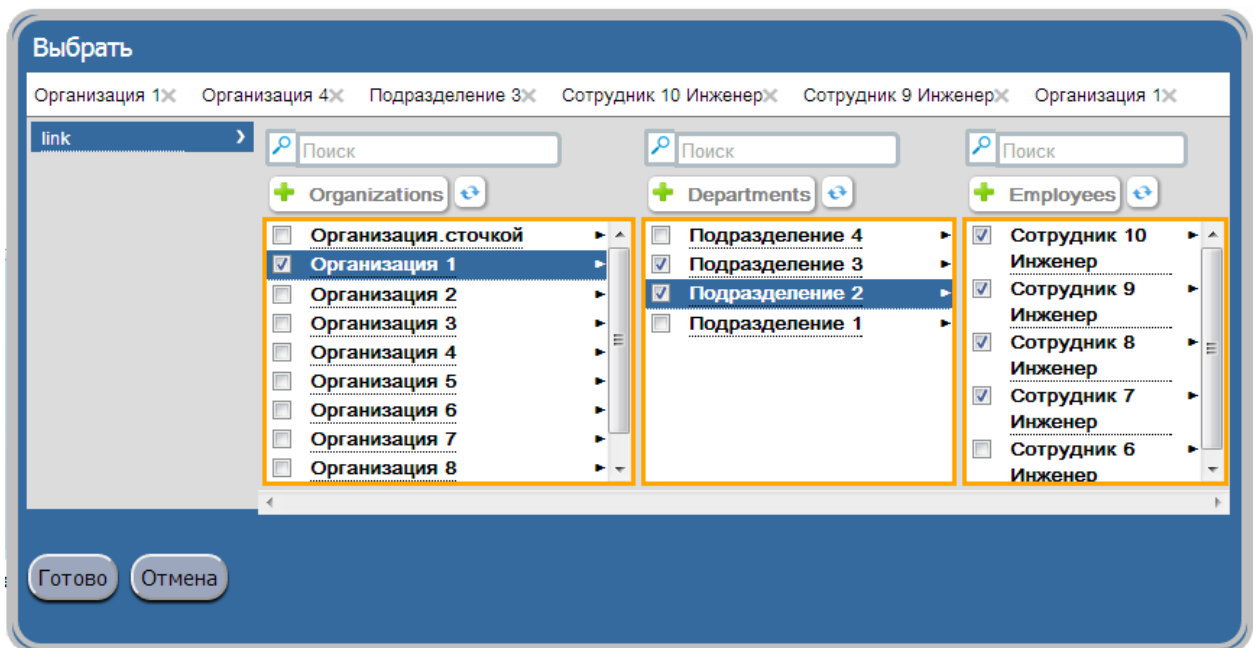 Выбрать
Организация 1 Организация 4 Подразделение 3 Сотрудник 10 Инженер Сотрудник 9 Инженер Организация 1
link
Поиск
Organizations
Организация.сточкой
Организация 1
Организация 2
Организация 3
Организация 4
Организация 5
Организация 6
Организация 7
Организация 8
Поиск
Departments
Подразделение 4
Подразделение 3
Подразделение 2
Подразделение 1
Поиск
Employees
Сотрудник 10
Инженер
Сотрудник 9
Инженер
Сотрудник 8
Инженер
Сотрудник 7
Инженер
Сотрудник 6
Инженер
Готово Отмена